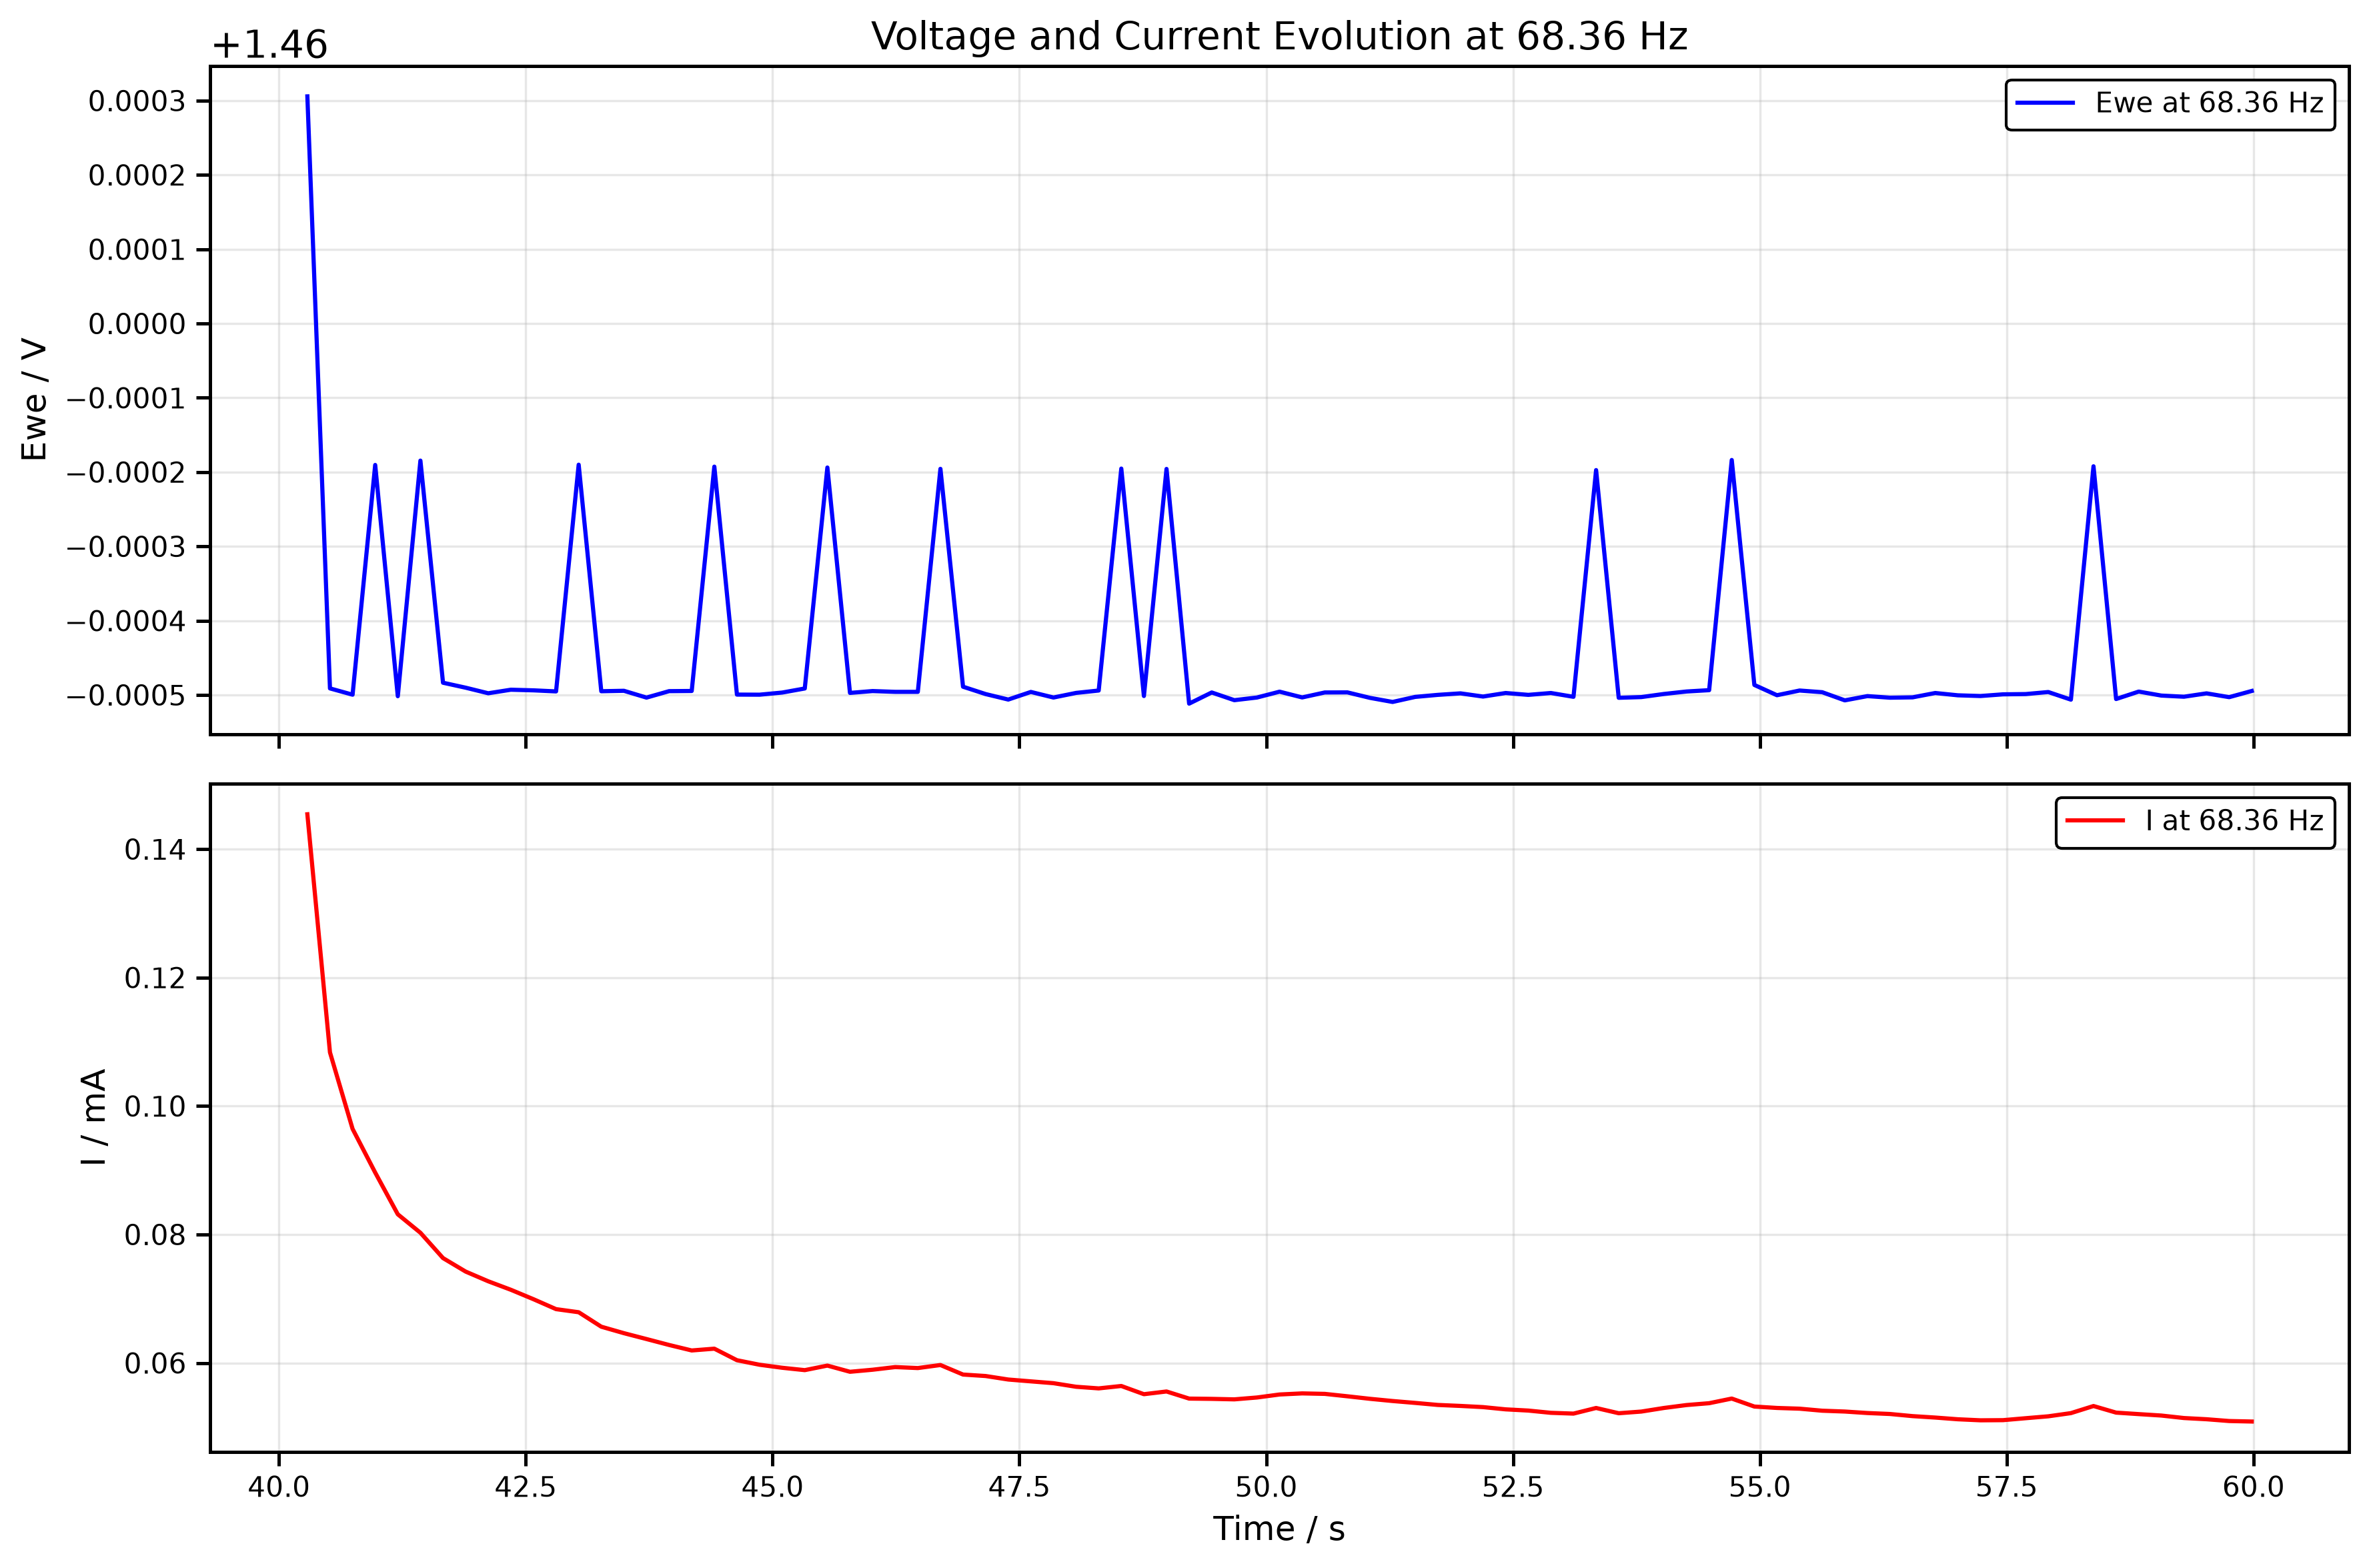 Voltage and Current Evolution at 68.36 Hz
+1.46
Ewe at 68.36 Hz
0.0003
0.0002
0.0001
0.0000
−0.0001
−0.0002
−0.0003
−0.0004
−0.0005
Ewe / V
I at 68.36 Hz
0.14
0.12
0.10
0.08
0.06
I / mA
40.0 42.5 45.0 47.5 50.0 52.5 55.0 57.5 60.0
Time / s